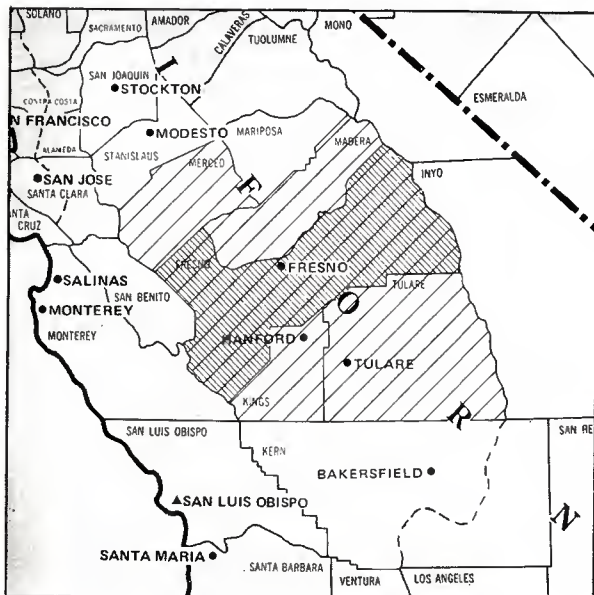 SOLANO
SACRAMENTO
AMADOR
CALAVERAS
TUOLUMNE
MONO
SAN JOAQUIN
I
STOCKTON
CONTRA COSTA
ESMERALDA
N FRANCISCO
MODESTO
MARIPOSA
MADERA
ALAMEDA
STANISLAUS
MERCED
INYO
SAN JOSE
SANTA CLARA
F
ANTA
CRUZ
FRESNO
FRESNO
SALINAS
TULARE
SAN BENITO
O
MONTEREY
MONTEREY
HANFORD
TULARE
KINGS
R
SAN LUIS OBISPO
SAN BE
KERN
BAKERSFIELD
SAN LUIS OBISPO
N
SANTA MARIA
SANTA BARBARA
VENTURA
LOS ANGELES